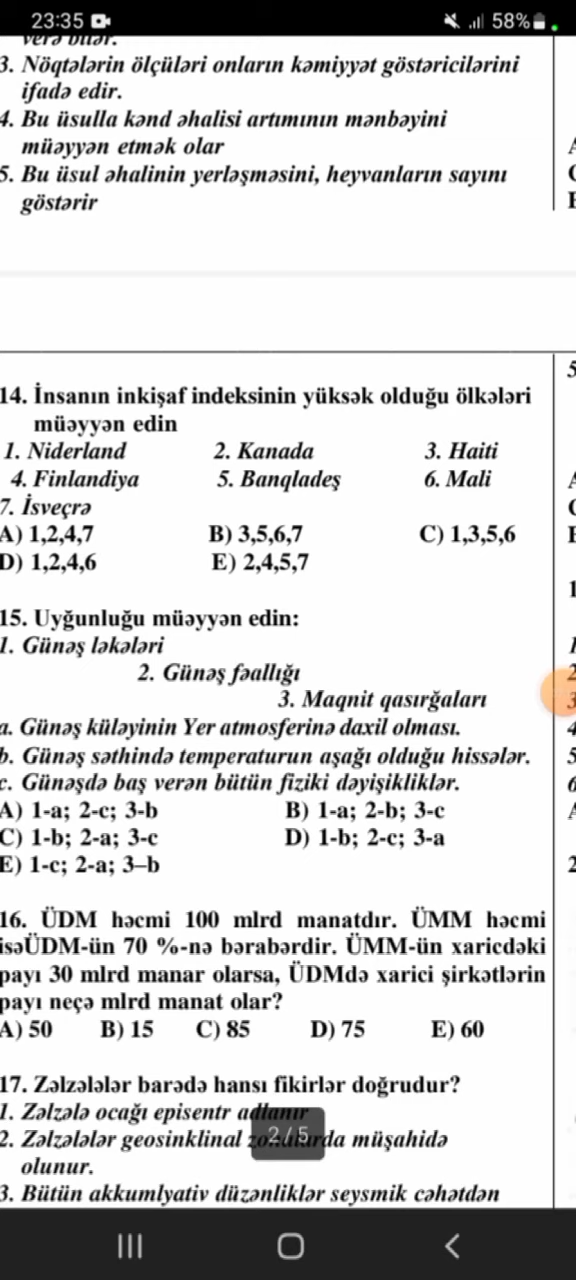 23:35 58%
verə bilər.
3. Nöqtələrin ölçüləri onların kəmiyyət göstəricilərini
ifadə edir.
4. Bu üsulla kənd əhalisi artımının mənbəyini
müəyyən etmək olar
5. Bu üsul əhalinin yerləşməsini, heyvanların sayını
göstərir
14. İnsanın inkişaf indeksinin yüksək olduğu ölkələri
müəyyən edin
1. Niderland 2. Kanada 3. Haiti
4. Finlandiya 5. Banqladeş 6. Mali
7. İsveçrə
A) 1,2,4,7 B) 3,5,6,7 C) 1,3,5,6
D) 1,2,4,6 E) 2,4,5,7
15. Uyğunluğu müəyyən edin:
1. Günəş ləkələri
2. Günəş fəallığı
3. Maqnit qasırğaları
a. Günəş küləyinin Yer atmosferinə daxil olması.
b. Günəş səthində temperaturun aşağı olduğu hissələr.
c. Günəşdə baş verən bütün fiziki dəyişikliklər.
A) 1-a; 2-c; 3-b B) 1-a; 2-b; 3-c
C) 1-b; 2-a; 3-c D) 1-b; 2-c; 3-a
E) 1-c; 2-a; 3–b
16. ÜDM həcmi 100 mlrd manatdır. ÜMM həcmi
isəÜDM-ün 70 %-nə bərabərdir. ÜMM-ün xaricdəki
payı 30 mlrd manar olarsa, ÜDMdə xarici şirkətlərin
payı neçə mlrd manat olar?
A) 50 B) 15 C) 85 D) 75 E) 60
17. Zəlzələlər barədə hansı fikirlər doğrudur?
1. Zəlzələ ocağı episentr adlanır
2. Zəlzələlər geosinklinal zonalarda müşahidə
olunur.
2/5
3. Bütün akkumlyativ düzənliklər seysmik cəhətdən